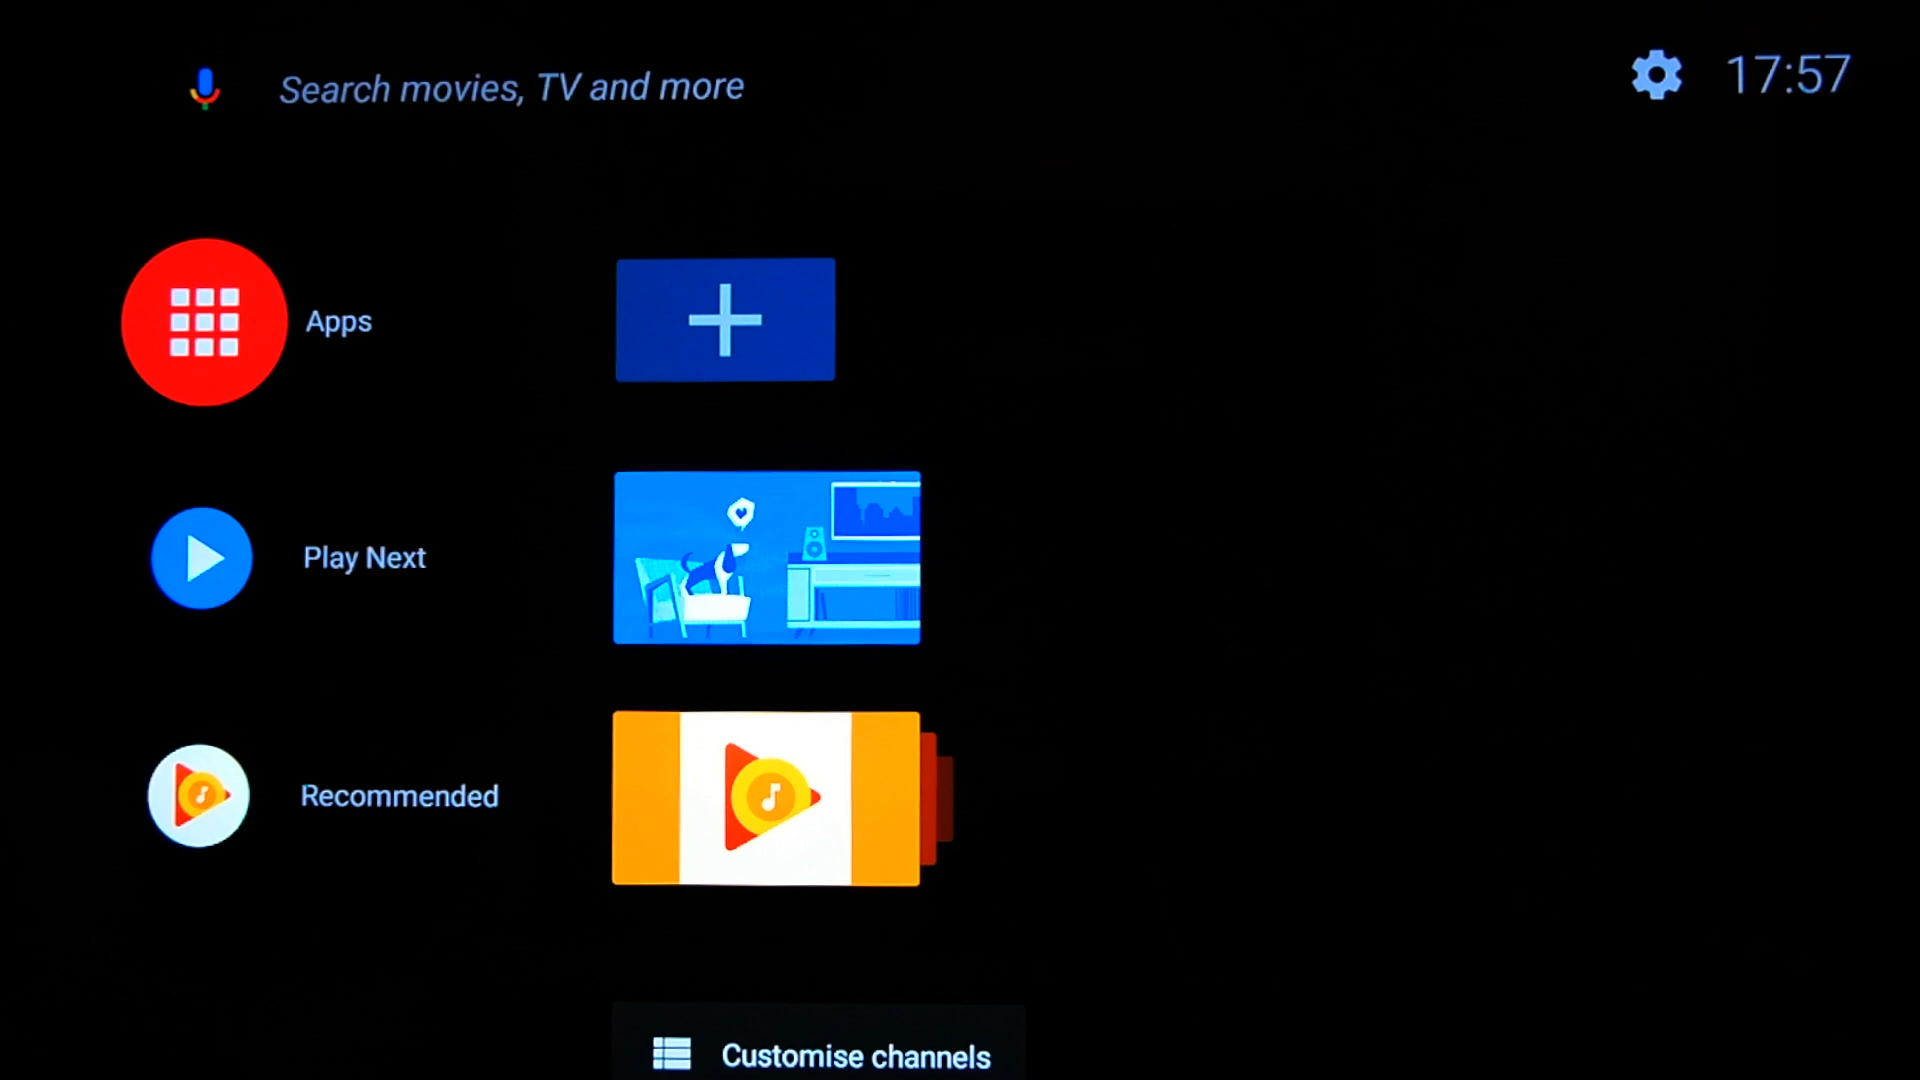 Search movies, TV and more
17:57
Apps
Play Next
Recommended
Customise channels